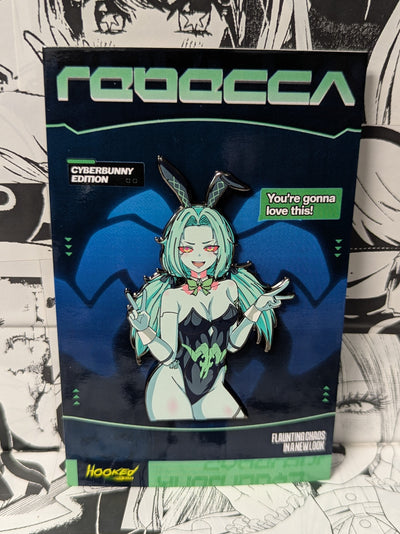 REBECCA
CYBERBUNNY
EDITION
You're gonna
love this!
FLAUNTING CHAOS
IN A NEW LOOK
HOOKED